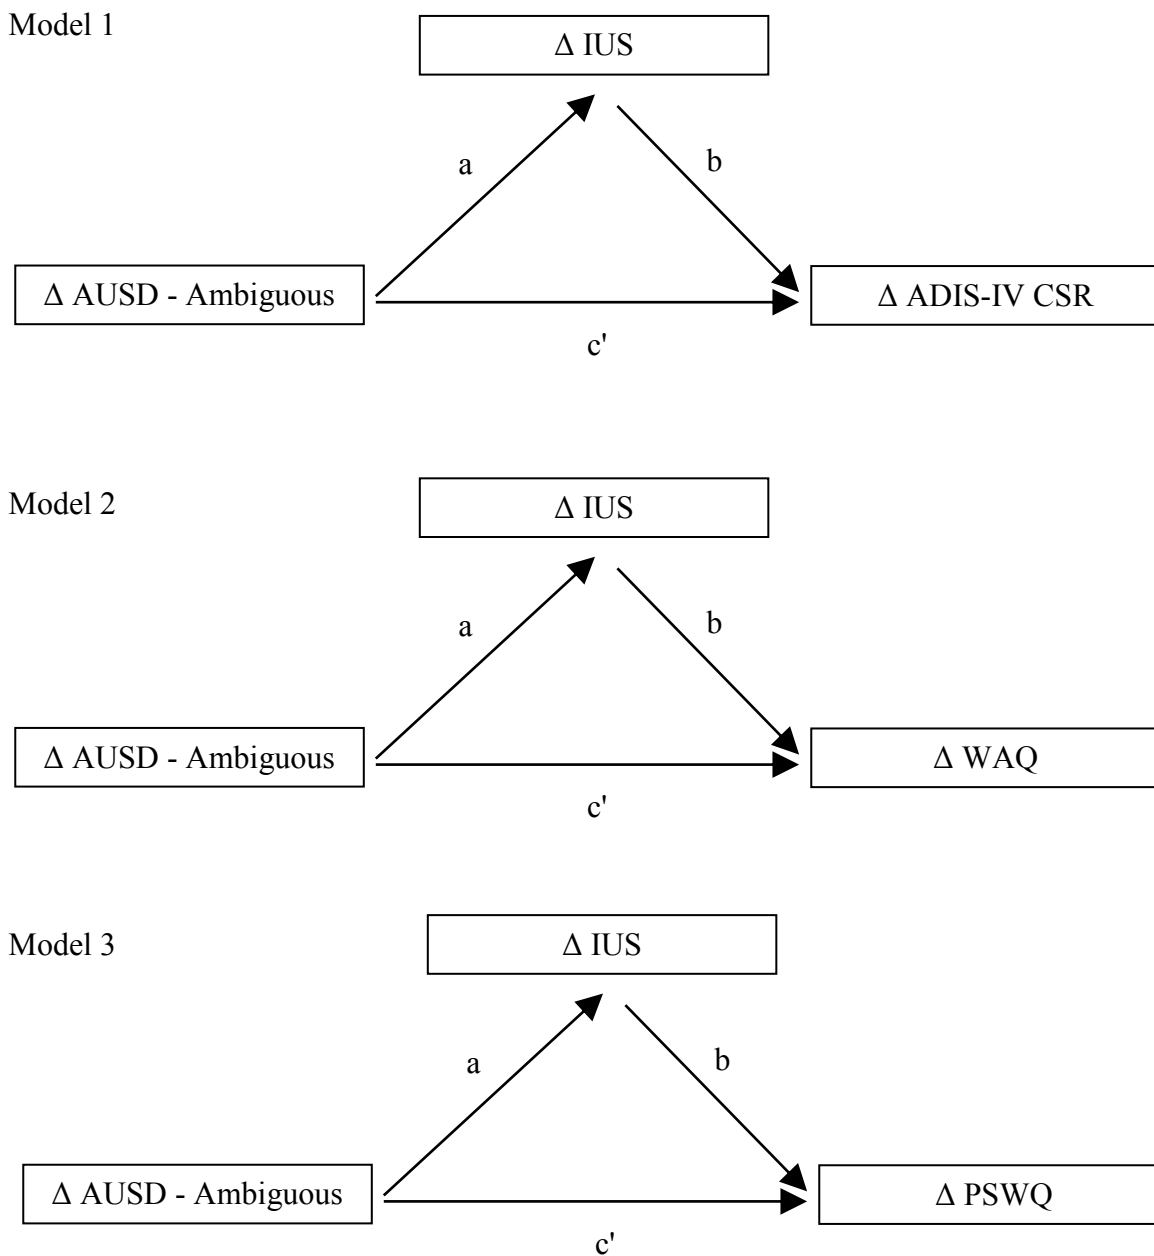 Model 1
Δ IUS
a
b
Δ AUSD - Ambiguous
Δ ADIS-IV CSR
c'
Model 2
Δ IUS
a
b
Δ AUSD - Ambiguous
Δ WAQ
c'
Model 3
Δ IUS
a
b
Δ AUSD - Ambiguous
Δ PSWQ
c'